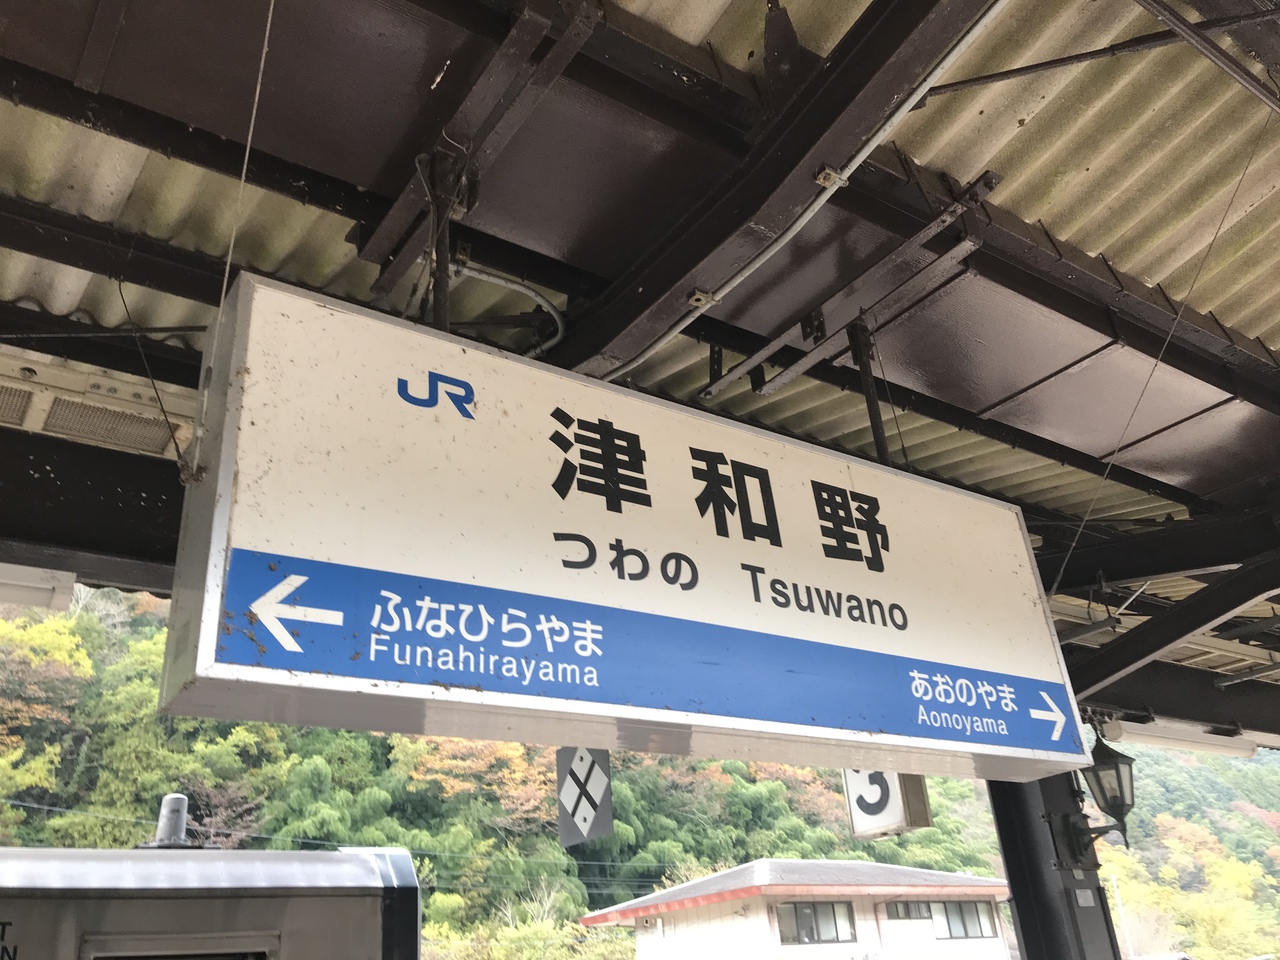 JR
津和野
つわの Tsuwano
ふなひらやま
Funahirayama
あおのやま
Aonoyama
3